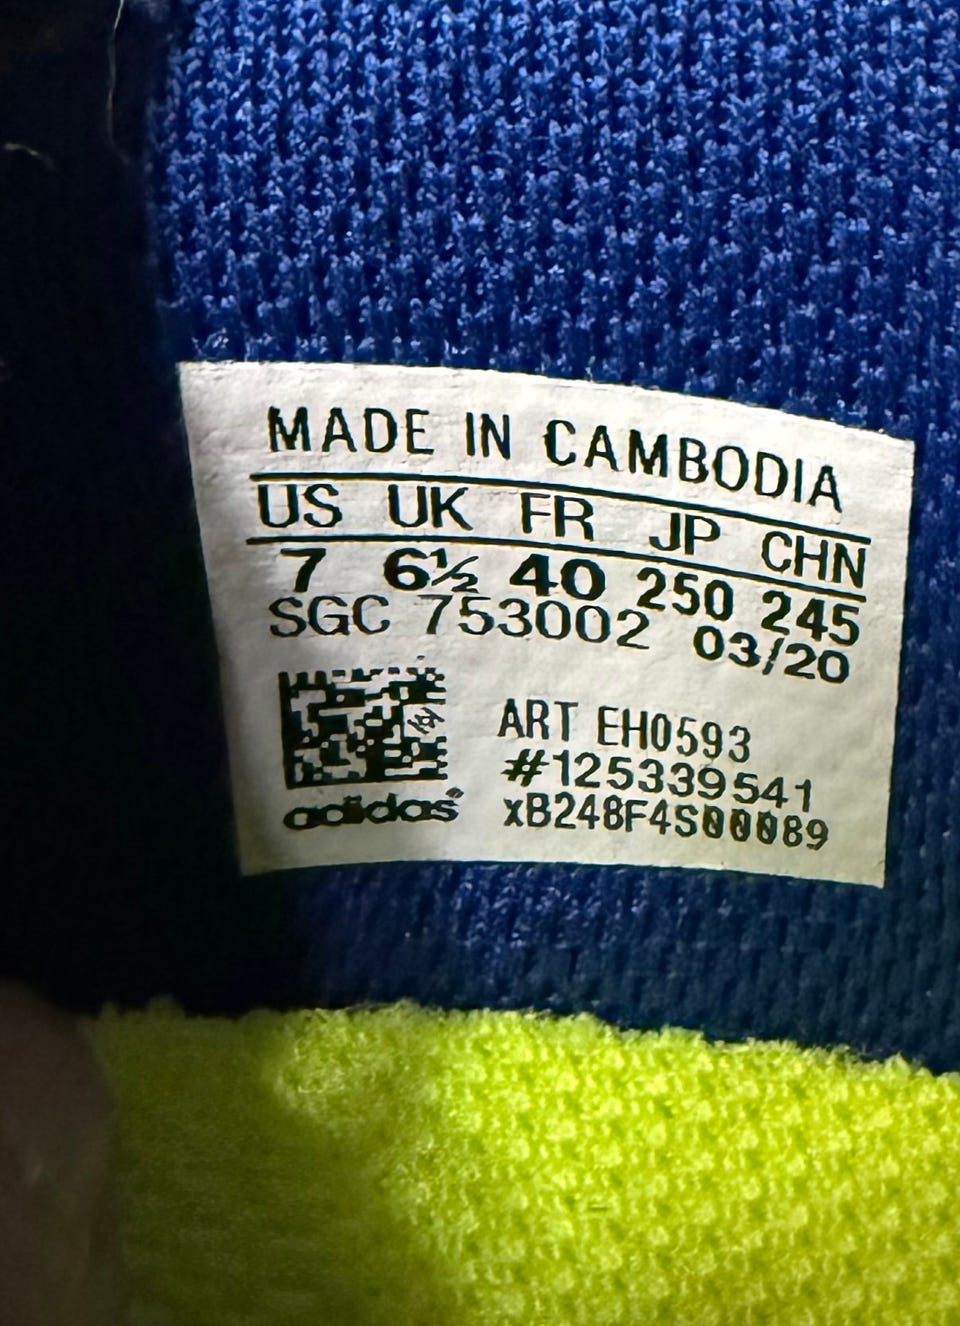 MADE IN CAMBODIA
US UK FR JP CHN
7 6½ 40 250 245
SGC 753002 03/20
ART EH0593
#125339541
xB248F4S00089
adidas